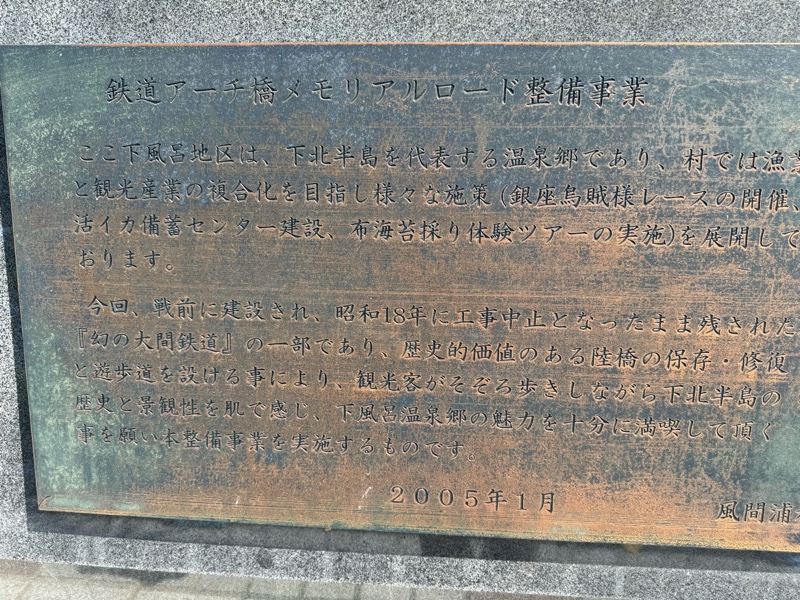 鉄道アーチ橋メモリアルロード整備事業
ここ下風呂地区は、下北半島を代表する温泉郷であり、村では漁業
と観光産業の複合化を目指し様々な施策(銀座烏賊様レースの開催、
活イカ備蓄センター建設、布海苔採り体験ツアーの実施)を展開して
おります。
今回、戦前に建設され、昭和18年に工事中止となったまま残された
『幻の大間鉄道』の一部であり、歴史的価値のある陸橋の保存・修復
と遊歩道を設ける事により、観光客がそぞろ歩きしながら下北半島の
歴史と景観性を肌で感じ、下風呂温泉郷の魅力を十分に満喫して頂く
事を願い本整備事業を実施するものです。
2005年1月
風間浦